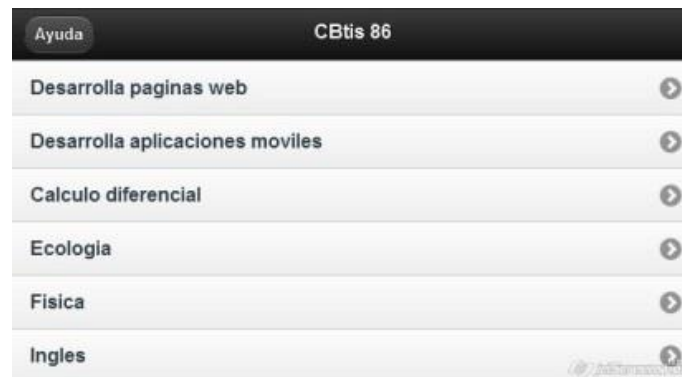 Ayuda
CBtis 86
Desarrolla paginas web
Desarrolla aplicaciones moviles
Calculo diferencial
Ecologia
Fisica
Ingles